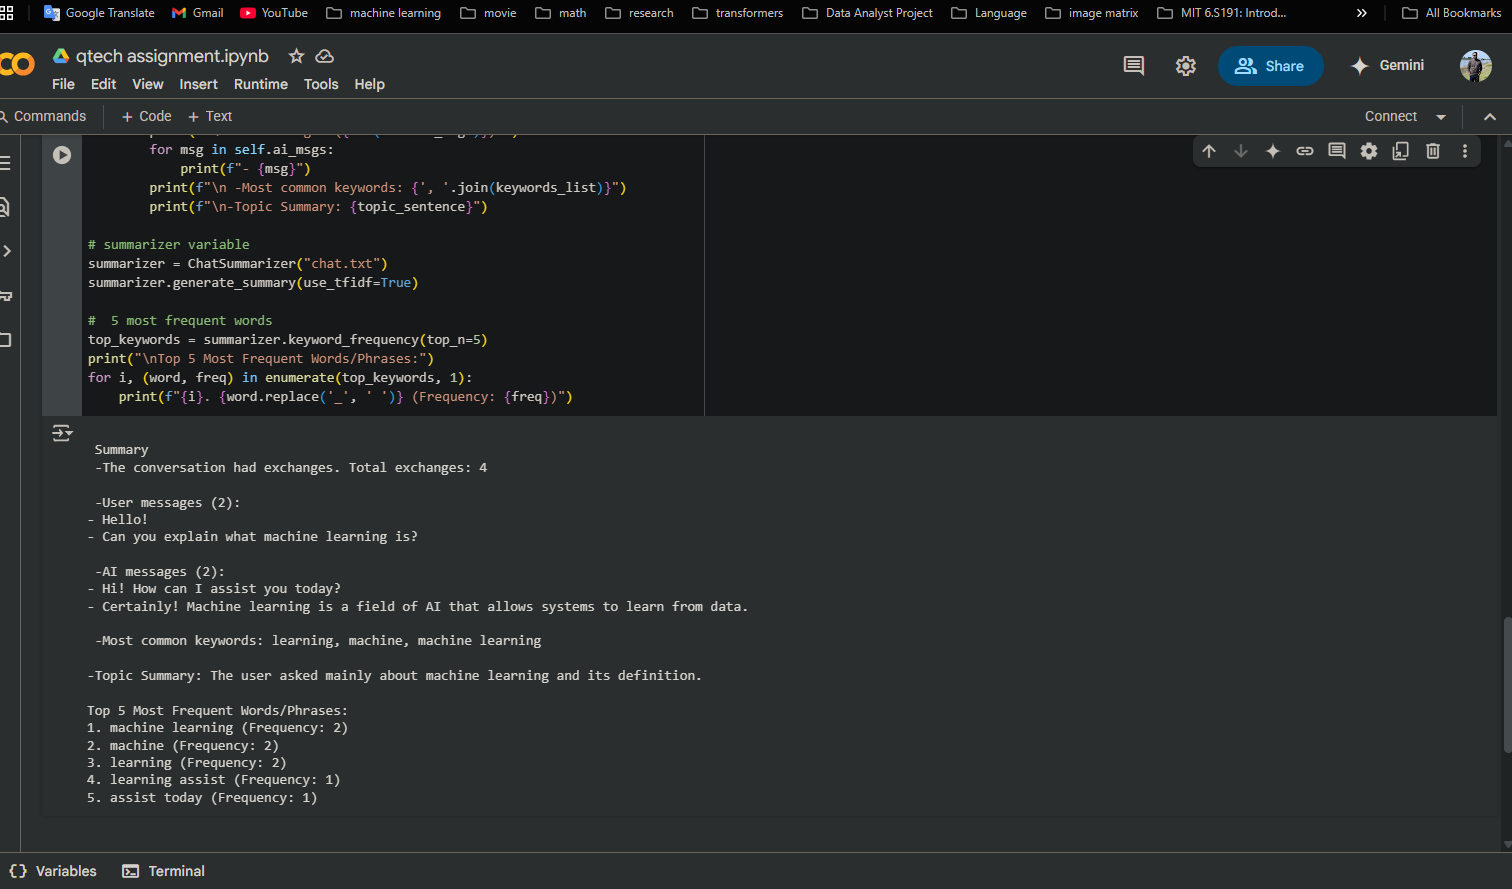 Google Translate
Gmail
YouTube
machine learning
movie
math
research
transformers
Data Analyst Project
Language
image matrix
MIT 6.S191: Introd...
All Bookmarks
qtech assignment.ipynb
Share
Gemini
File Edit View Insert Runtime Tools Help
Commands + Code + Text
Connect
for msg in self.ai_msgs:
print(f"- {msg}")
print(f"\n -Most common keywords: {', '.join(keywords_list)}")
print(f"\n-Topic Summary: {topic_sentence}")
# summarizer variable
summarizer = ChatSummarizer("chat.txt")
summarizer.generate_summary(use_tfidf=True)
#  5 most frequent words
top_keywords = summarizer.keyword_frequency(top_n=5)
print("\nTop 5 Most Frequent Words/Phrases:")
for i, (word, freq) in enumerate(top_keywords, 1):
print(f"{i}. {word.replace('_', ' ')} (Frequency: {freq})")
Summary
-The conversation had exchanges. Total exchanges: 4
-User messages (2):
- Hello!
- Can you explain what machine learning is?
-AI messages (2):
- Hi! How can I assist you today?
- Certainly! Machine learning is a field of AI that allows systems to learn from data.
-Most common keywords: learning, machine, machine learning
-Topic Summary: The user asked mainly about machine learning and its definition.
Top 5 Most Frequent Words/Phrases:
1. machine learning (Frequency: 2)
2. machine (Frequency: 2)
3. learning (Frequency: 2)
4. learning assist (Frequency: 1)
5. assist today (Frequency: 1)
Variables
Terminal